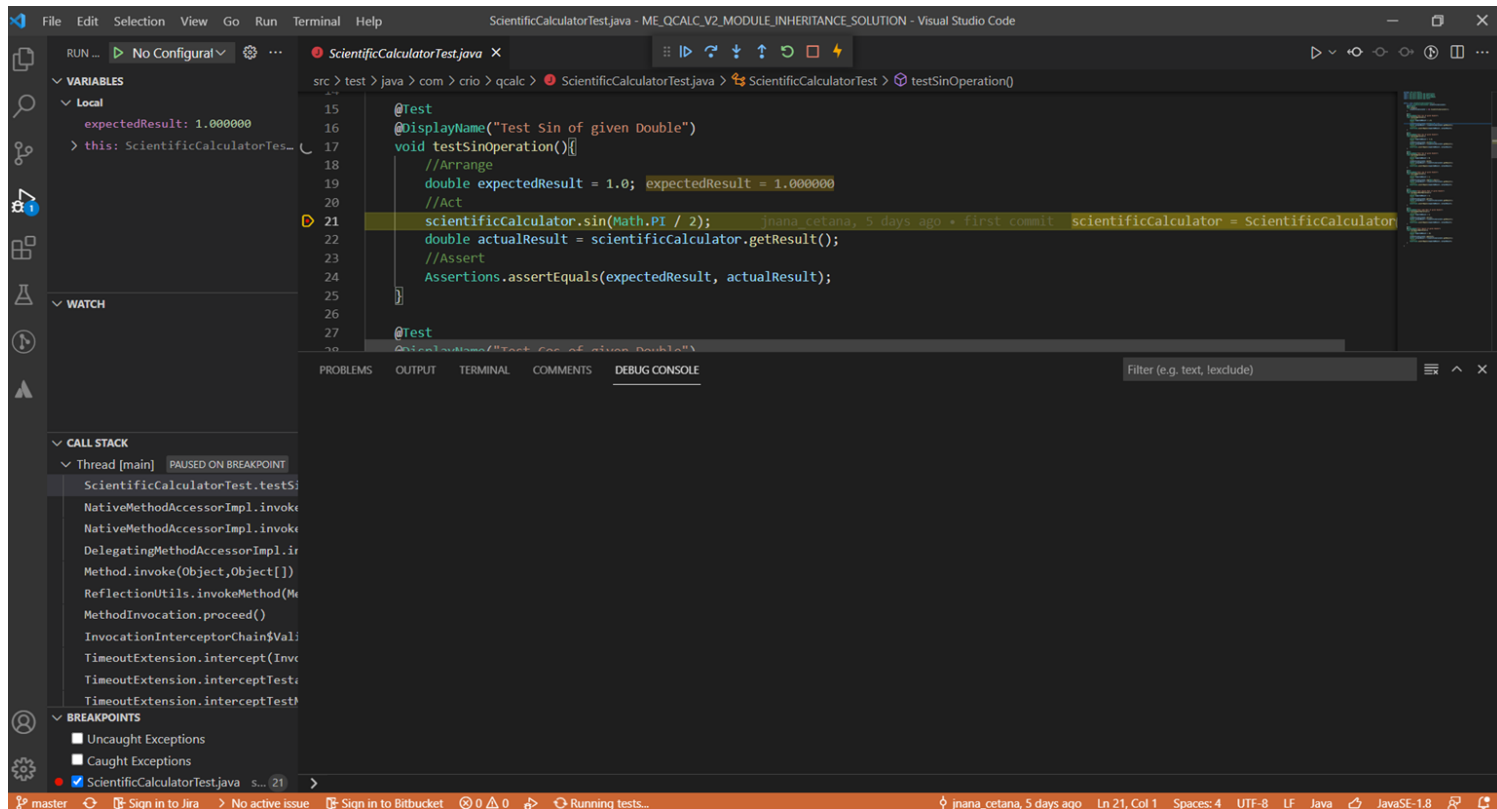 File Edit Selection View Go Run Terminal Help
ScientificCalculatorTest.java - ME_QCALC_V2_MODULE_INHERITANCE_SOLUTION - Visual Studio Code
RUN ... No Configurat
ScientificCalculatorTest.java
VARIABLES
Local
expectedResult: 1.000000
this: ScientificCalculatorTes…
src > test > java > com > crio > qcalc > ScientificCalculatorTest.java > ScientificCalculatorTest > testSinOperation()
15 @Test
16 @DisplayName("Test Sin of given Double")
17 void testSinOperation(){
18 //Arrange
19 double expectedResult = 1.0; expectedResult = 1.000000
20 //Act
21 scientificCalculator.sin(Math.PI / 2); jnana_cetana, 5 days ago • first commit scientificCalculator = ScientificCalculator
22 double actualResult = scientificCalculator.getResult();
23 //Assert
24 Assertions.assertEquals(expectedResult, actualResult);
25 }
26
27 @Test
28 @DisplayName("Test Cos of given Double")
WATCH
PROBLEMS OUTPUT TERMINAL COMMENTS DEBUG CONSOLE
Filter (e.g. text, !exclude)
CALL STACK
Thread [main] PAUSED ON BREAKPOINT
ScientificCalculatorTest.testSi
NativeMethodAccessorImpl.invoke
NativeMethodAccessorImpl.invoke
DelegatingMethodAccessorImpl.in
Method.invoke(Object,Object[])
ReflectionUtils.invokeMethod(Me
MethodInvocation.proceed()
InvocationInterceptorChain$Vali
TimeoutExtension.intercept(Invo
TimeoutExtension.interceptTesta
TimeoutExtension.interceptTestM
BREAKPOINTS
Uncaught Exceptions
Caught Exceptions
ScientificCalculatorTest.java s... 21
master Sign in to Jira No active issue Sign in to Bitbucket 0 0 Running tests... jnana_cetana, 5 days ago Ln 21, Col 1 Spaces: 4 UTF-8 LF Java JavaSE-1.8